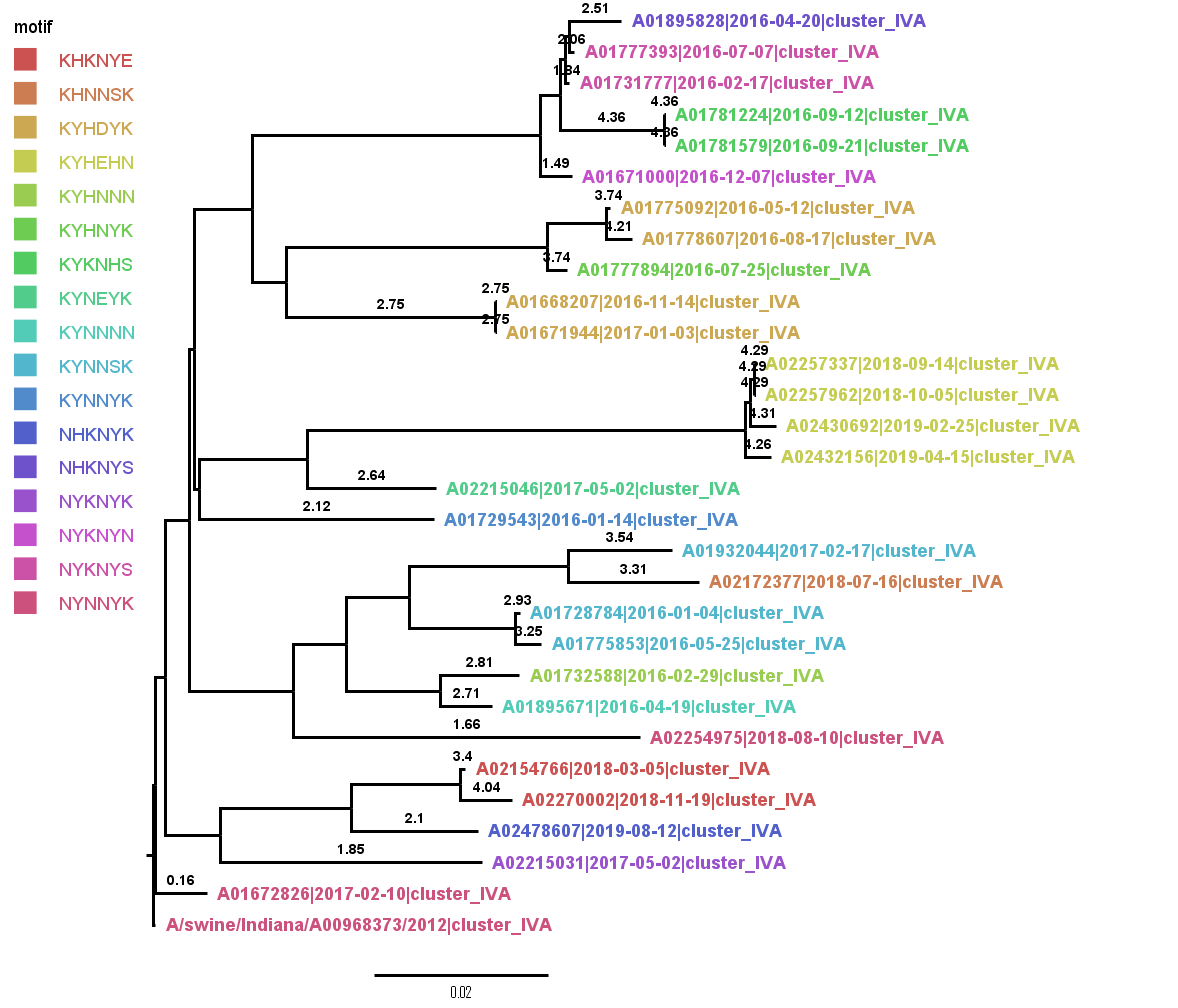 motif
KHKNYE
KHNNSK
KYHDYK
KYHEHN
KYHNNN
KYHNYK
KYKNHS
KYNEYK
KYNNNN
KYNNSK
KYNNYK
NHKNYK
NHKNYS
NYKNYK
NYKNYN
NYKNYS
NYNNYK
2.51
A01895828|2016-04-20|cluster_IVA
2.06
A01777393|2016-07-07|cluster_IVA
1.84
A01731777|2016-02-17|cluster_IVA
4.36
4.36
A01781224|2016-09-12|cluster_IVA
4.36
A01781579|2016-09-21|cluster_IVA
1.49
A01671000|2016-12-07|cluster_IVA
3.74
A01775092|2016-05-12|cluster_IVA
4.21
A01778607|2016-08-17|cluster_IVA
3.74
A01777894|2016-07-25|cluster_IVA
2.75
2.75
A01668207|2016-11-14|cluster_IVA
2.75
A01671944|2017-01-03|cluster_IVA
4.29
4.29
A02257337|2018-09-14|cluster_IVA
4.29
A02257962|2018-10-05|cluster_IVA
4.31
A02430692|2019-02-25|cluster_IVA
4.26
A02432156|2019-04-15|cluster_IVA
2.64
A02215046|2017-05-02|cluster_IVA
2.12
A01729543|2016-01-14|cluster_IVA
3.54
A01932044|2017-02-17|cluster_IVA
3.31
A02172377|2018-07-16|cluster_IVA
2.93
A01728784|2016-01-04|cluster_IVA
3.25
A01775853|2016-05-25|cluster_IVA
2.81
A01732588|2016-02-29|cluster_IVA
2.71
A01895671|2016-04-19|cluster_IVA
1.66
A02254975|2018-08-10|cluster_IVA
3.4
A02154766|2018-03-05|cluster_IVA
4.04
A02270002|2018-11-19|cluster_IVA
2.1
A02478607|2019-08-12|cluster_IVA
1.85
A02215031|2017-05-02|cluster_IVA
0.16
A01672826|2017-02-10|cluster_IVA
A/swine/Indiana/A00968373/2012|cluster_IVA
0.02